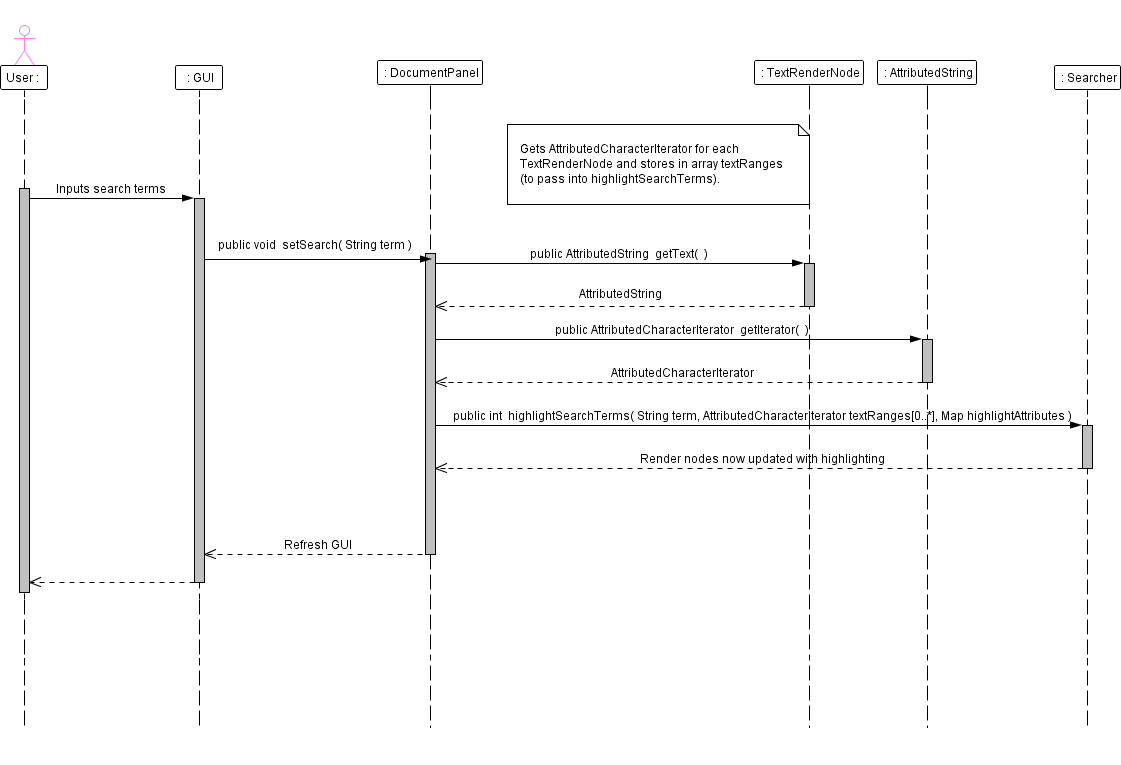 User :
: GUI
: DocumentPanel
: TextRenderNode
: AttributedString
: Searcher
Gets AttributedCharacterIterator for each
TextRenderNode and stores in array textRanges
(to pass into highlightSearchTerms).
Inputs search terms
public void  setSearch( String term )
public AttributedString  getText(  )
AttributedString
public AttributedCharacterIterator  getIterator(  )
AttributedCharacterIterator
public int  highlightSearchTerms( String term, AttributedCharacterIterator textRanges[0..*], Map highlightAttributes )
Render nodes now updated with highlighting
Refresh GUI